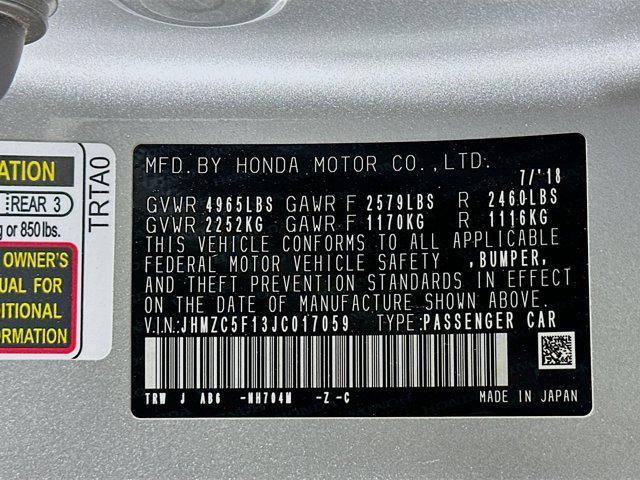 ATION
REAR 3
g or 850 lbs.
OWNER'S
UAL FOR
DITIONAL
ORMATION
TRTA0
MFD. BY HONDA MOTOR CO., LTD.
7/'18
GVWR 4965LBS GAWR F 2579LBS R 2460LBS
GVWR 2252KG GAWR F 1170KG R 1116KG
THIS VEHICLE CONFORMS TO ALL APPLICABLE
FEDERAL MOTOR VEHICLE SAFETY ,BUMPER,
AND THEFT PREVENTION STANDARDS IN EFFECT
ON THE DATE OF MANUFACTURE SHOWN ABOVE.
V.I.N.:JHMZC5F13JC017059 TYPE:PASSENGER CAR
TRW J AB6 -NH704M -Z -C
MADE IN JAPAN